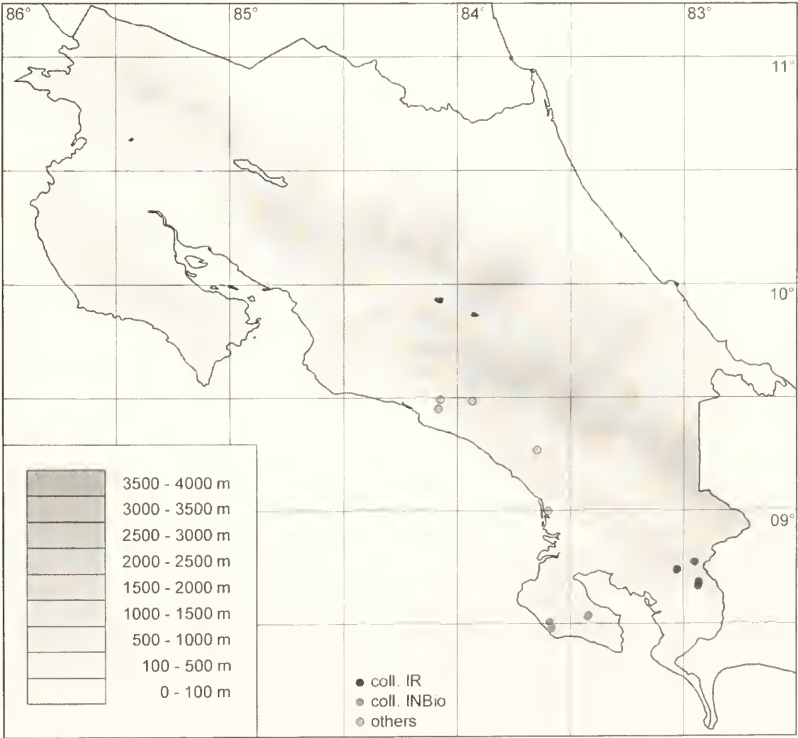 86° 85° 84° 83°
11°
10°
09°
3500 - 4000 m
3000 - 3500 m
2500 - 3000 m
2000 - 2500 m
1500 - 2000 m
1000 - 1500 m
500 - 1000 m
100 - 500 m
0 - 100 m
coll. IR
coll. INBio
others